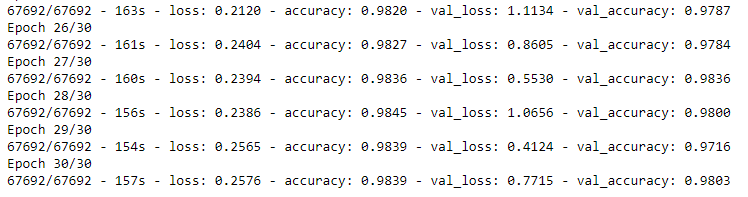 67692/67692 - 163s - loss: 0.2120 - accuracy: 0.9820 - val_loss: 1.1134 - val_accuracy: 0.9787
Epoch 26/30
67692/67692 - 161s - loss: 0.2404 - accuracy: 0.9827 - val_loss: 0.8605 - val_accuracy: 0.9784
Epoch 27/30
67692/67692 - 160s - loss: 0.2394 - accuracy: 0.9836 - val_loss: 0.5530 - val_accuracy: 0.9836
Epoch 28/30
67692/67692 - 156s - loss: 0.2386 - accuracy: 0.9845 - val_loss: 1.0656 - val_accuracy: 0.9800
Epoch 29/30
67692/67692 - 154s - loss: 0.2565 - accuracy: 0.9839 - val_loss: 0.4124 - val_accuracy: 0.9716
Epoch 30/30
67692/67692 - 157s - loss: 0.2576 - accuracy: 0.9839 - val_loss: 0.7715 - val_accuracy: 0.9803